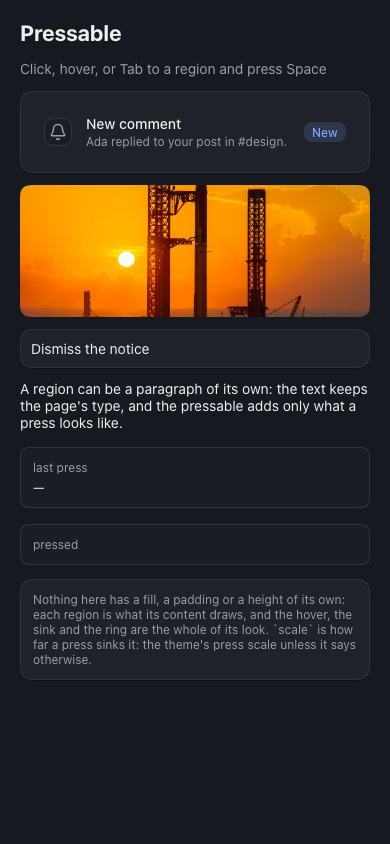 Pressable
Click, hover, or Tab to a region and press Space
New comment
Ada replied to your post in #design.
New
Dismiss the notice
A region can be a paragraph of its own: the text keeps
the page's type, and the pressable adds only what a
press looks like.
last press
—
pressed
Nothing here has a fill, a padding or a height of its own:
each region is what its content draws, and the hover, the
sink and the ring are the whole of its look. `scale` is how
far a press sinks it: the theme's press scale unless it says
otherwise.